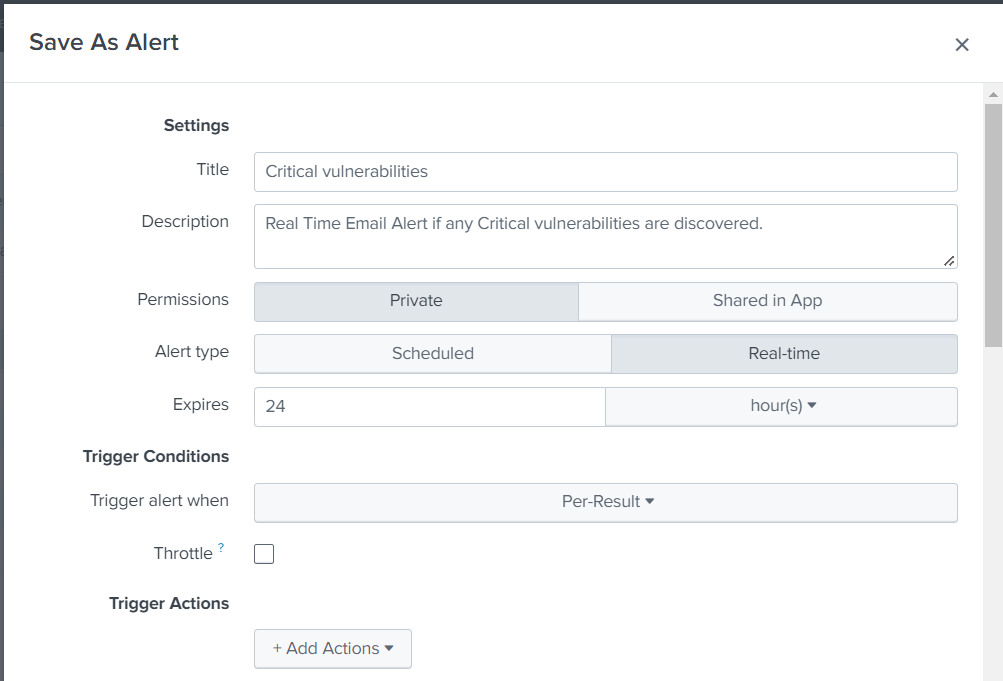 Save As Alert
Settings
Title
Critical vulnerabilities
Description
Real Time Email Alert if any Critical vulnerabilities are discovered.
Permissions
Private
Shared in App
Alert type
Scheduled
Real-time
Expires
24
hour(s)
Trigger Conditions
Trigger alert when
Per-Result
Throttle ?
Trigger Actions
+ Add Actions